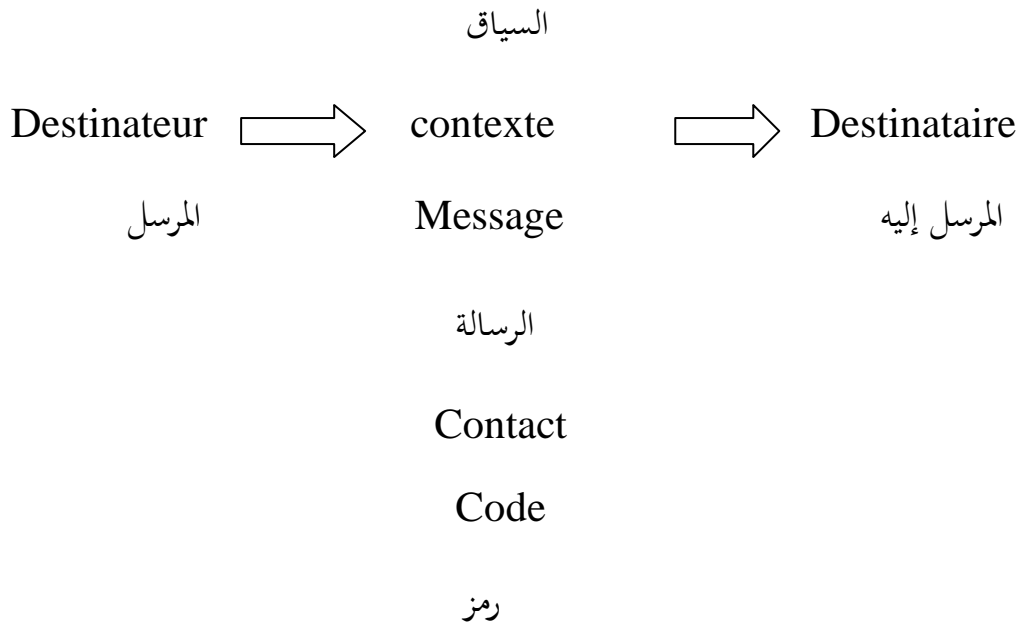 السياق
Destinateur contexte Destinataire
المرسل Message المرسل إليه
الرسالة
Contact
Code
رمز